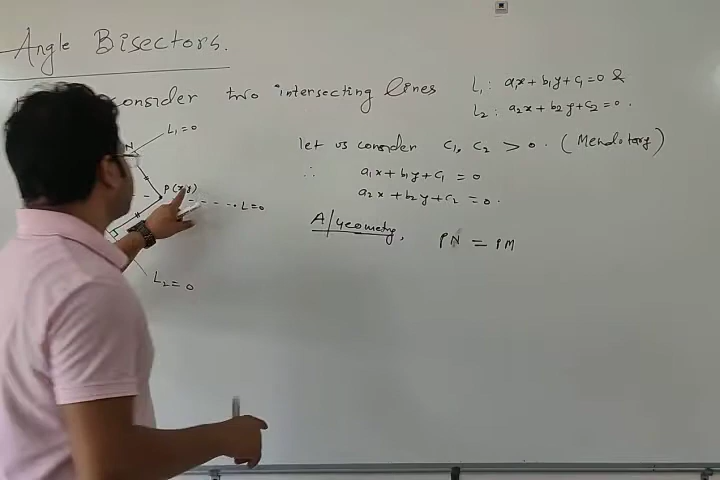 Angle Bisectors.
consider two intersecting lines L₁: a₁x + b₁y + c₁ = 0 &
L₂: a₂x + b₂y + c₂ = 0.
let us consider c₁, c₂ > 0. (Mendotary)
∴ a₁x + b₁y + c₁ = 0
a₂x + b₂y + c₂ = 0.
A/Geometry, PN = PM
L₁ = 0
N
P(x,y)
L = 0
L₂ = 0